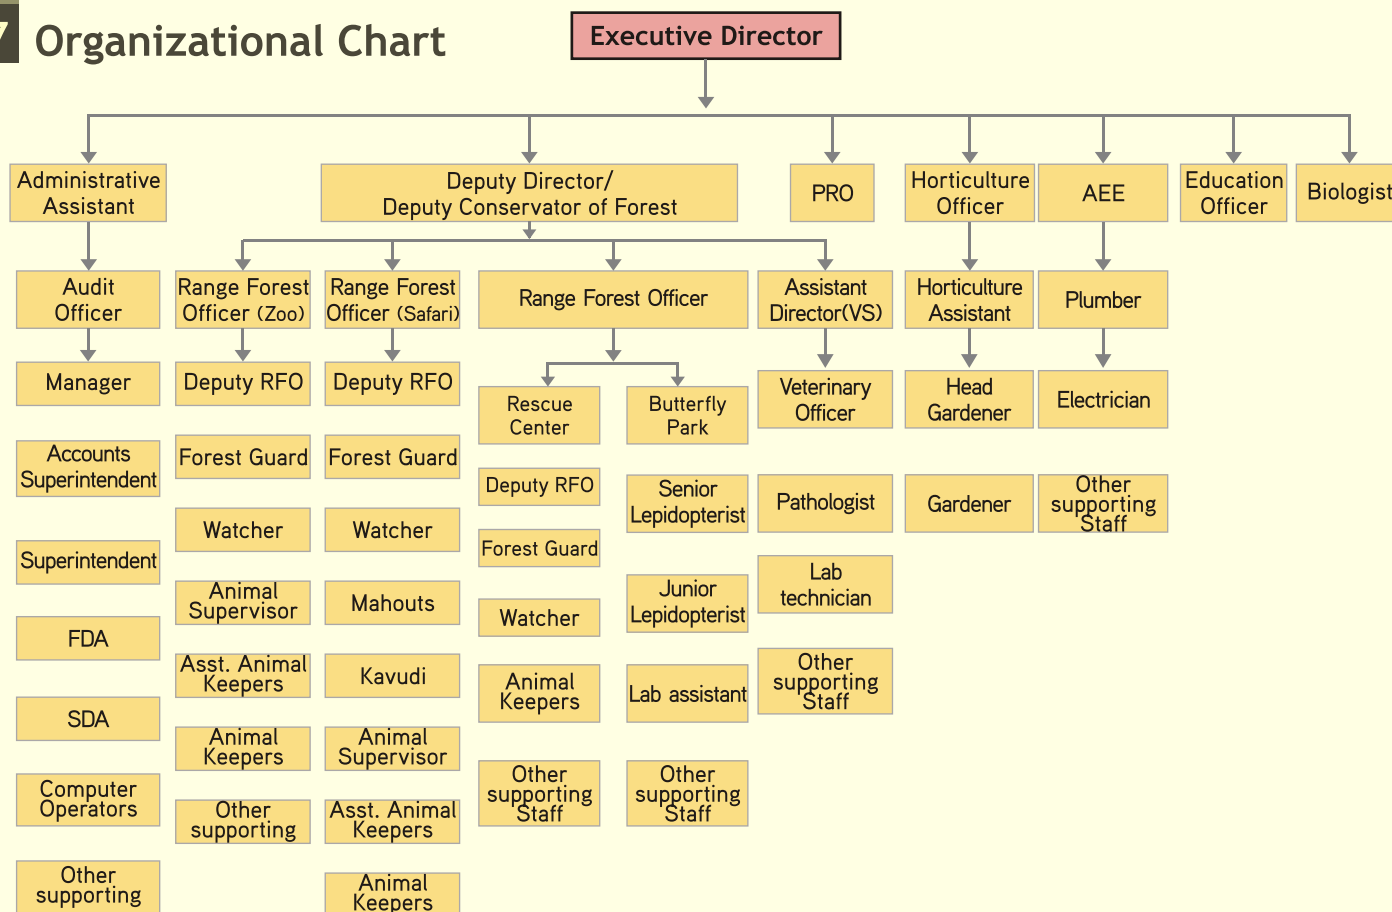 7
Organizational Chart
Executive Director
Administrative
Assistant
Deputy Director/
Deputy Conservator of Forest
PRO
Horticulture
Officer
AEE
Education
Officer
Biologist
Audit
Officer
Range Forest
Officer (Zoo)
Range Forest
Officer (Safari)
Range Forest Officer
Assistant
Director(VS)
Horticulture
Assistant
Plumber
Manager
Deputy RFO
Deputy RFO
Rescue
Center
Butterfly
Park
Veterinary
Officer
Head
Gardener
Electrician
Accounts
Superintendent
Forest Guard
Forest Guard
Deputy RFO
Senior
Lepidopterist
Pathologist
Gardener
Other
supporting
Staff
Superintendent
Watcher
Watcher
Forest Guard
Junior
Lepidopterist
Lab
technician
FDA
Animal
Supervisor
Mahouts
Watcher
Lab assistant
Other
supporting
Staff
SDA
Asst. Animal
Keepers
Kavudi
Animal
Keepers
Other
supporting
Staff
Computer
Operators
Animal
Keepers
Animal
Supervisor
Other
supporting
Staff
Other
supporting
Other
supporting
Asst. Animal
Keepers
Animal
Keepers